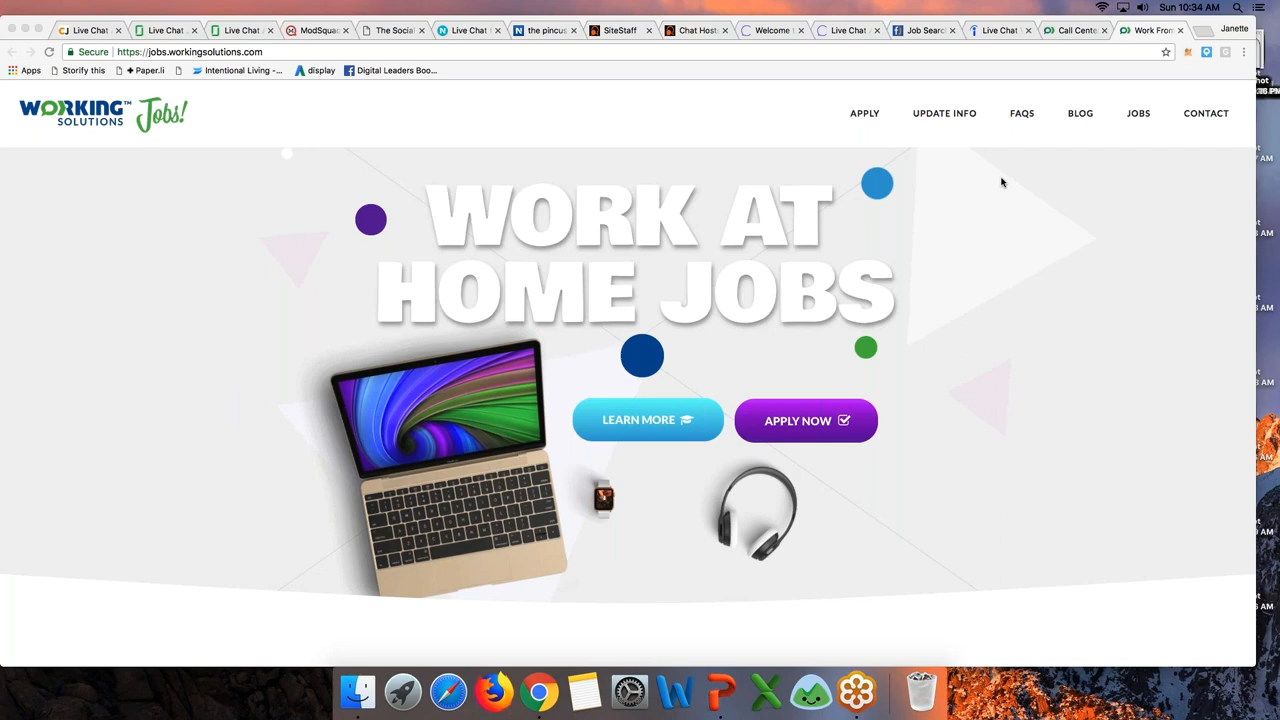 Sun 10:34 AM
Live Chat
Live Chat
Live Chat
ModSquad
The Social
Live Chat
the pincus
SiteStaff
Chat Host
Welcome t
Live Chat
Job Searc
Live Chat
Call Cente
Work From
Janette
Secure
https://jobs.workingsolutions.com
Apps
Storify this
+ Paper.li
Intentional Living -...
display
Digital Leaders Boo...
WORKING™
SOLUTIONS
Jobs!
APPLY
UPDATE INFO
FAQS
BLOG
JOBS
CONTACT
WORK AT
HOME JOBS
LEARN MORE
APPLY NOW